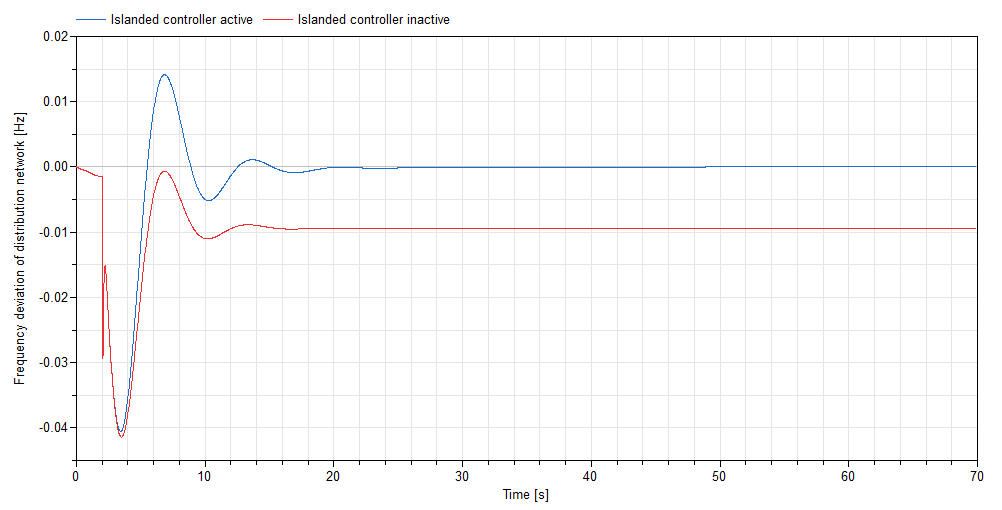 Islanded controller active Islanded controller inactive
0.02
0.01
0.00
-0.01
-0.02
-0.03
-0.04
Frequency deviation of distribution network [Hz]
0 10 20 30 40 50 60 70
Time [s]